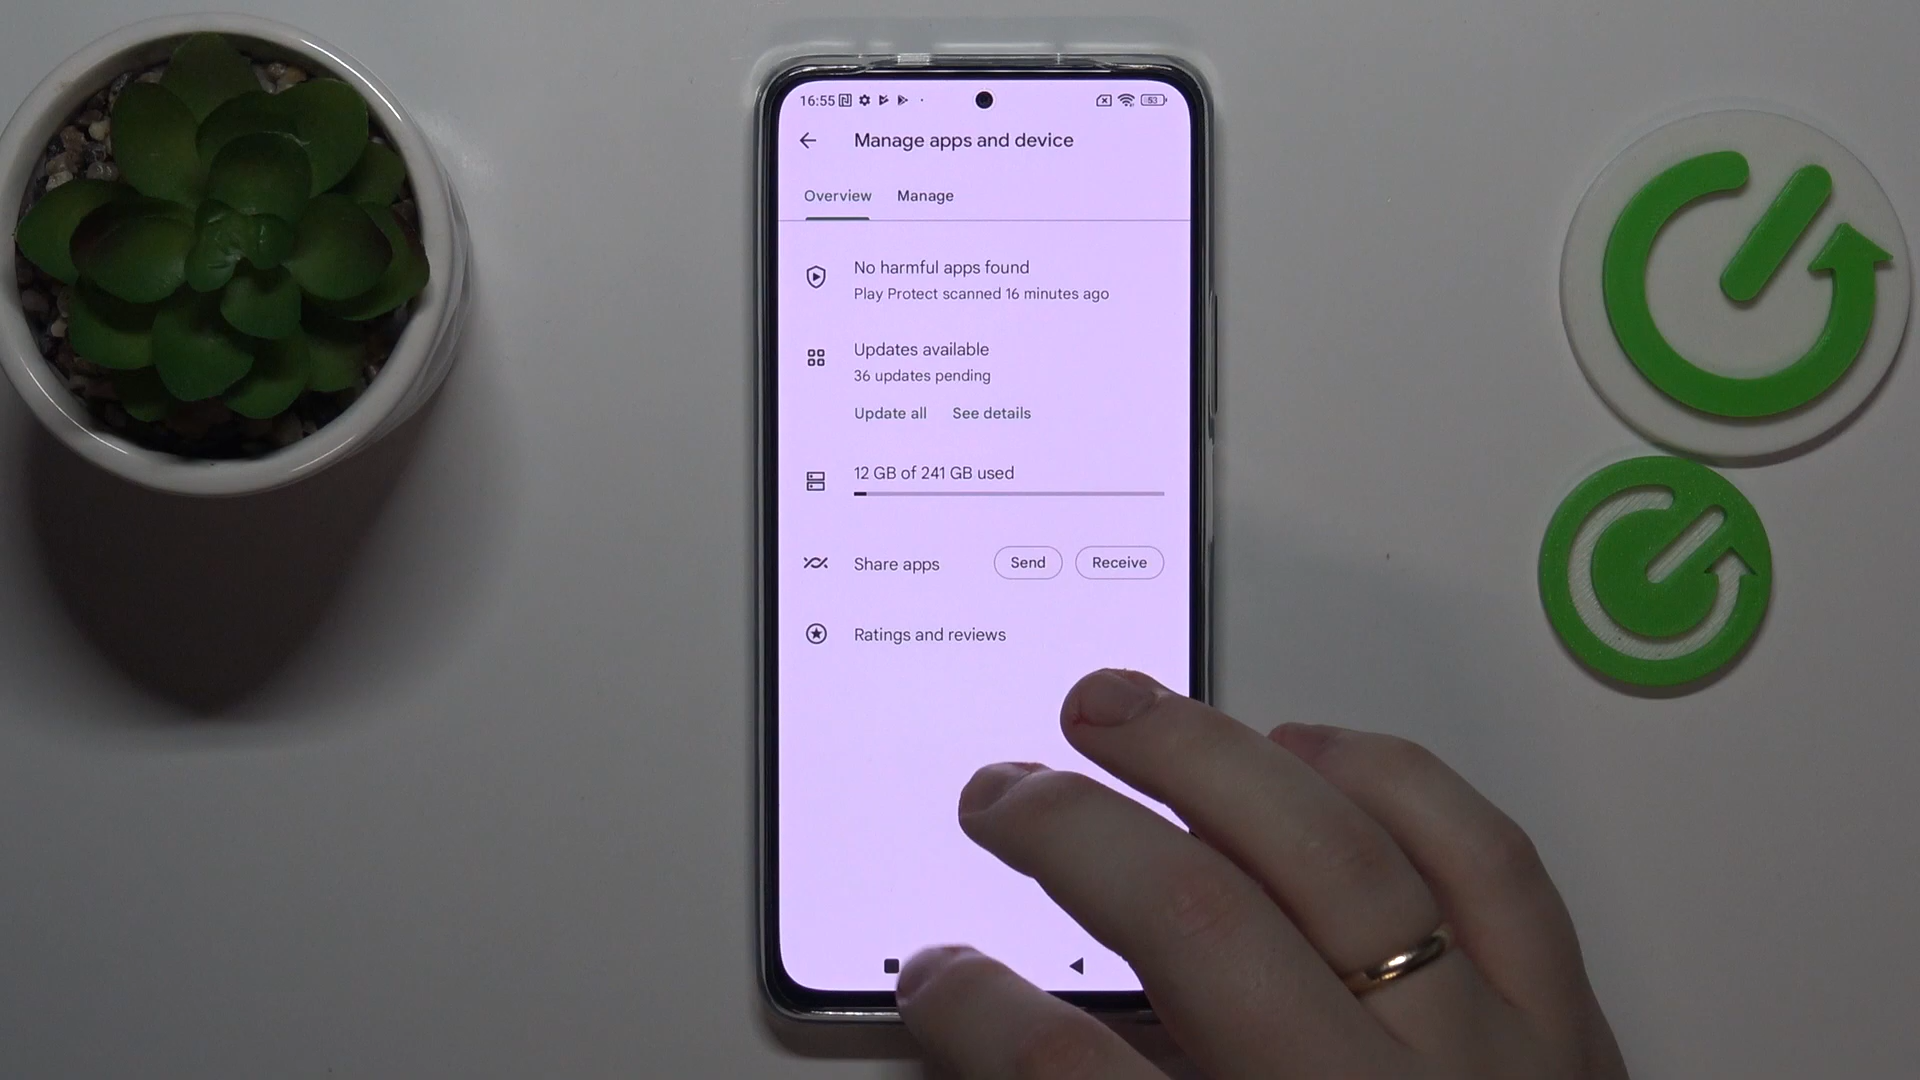 16:55 53
Manage apps and device
Overview Manage
No harmful apps found
Play Protect scanned 16 minutes ago
Updates available
36 updates pending
Update all See details
12 GB of 241 GB used
Share apps Send Receive
Ratings and reviews